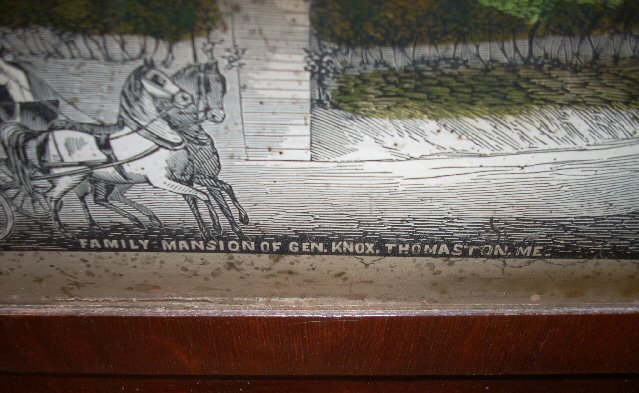 FAMILY MANSION OF GEN. KNOX. THOMASTON, ME.